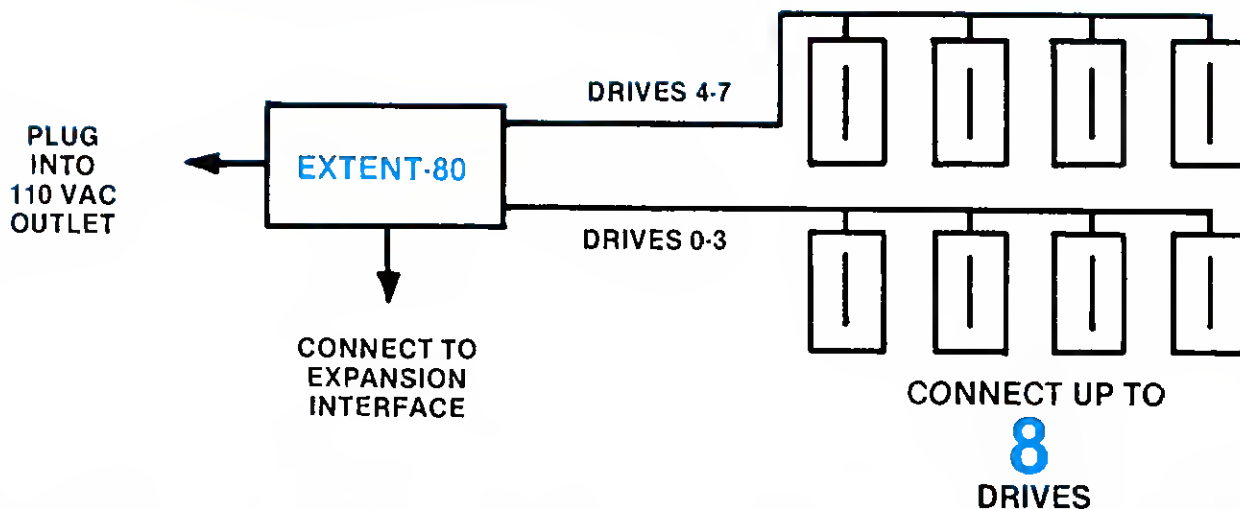 DRIVES 4-7
PLUG
INTO
110 VAC
OUTLET
EXTENT-80
DRIVES 0-3
CONNECT TO
EXPANSION
INTERFACE
CONNECT UP TO
8
DRIVES